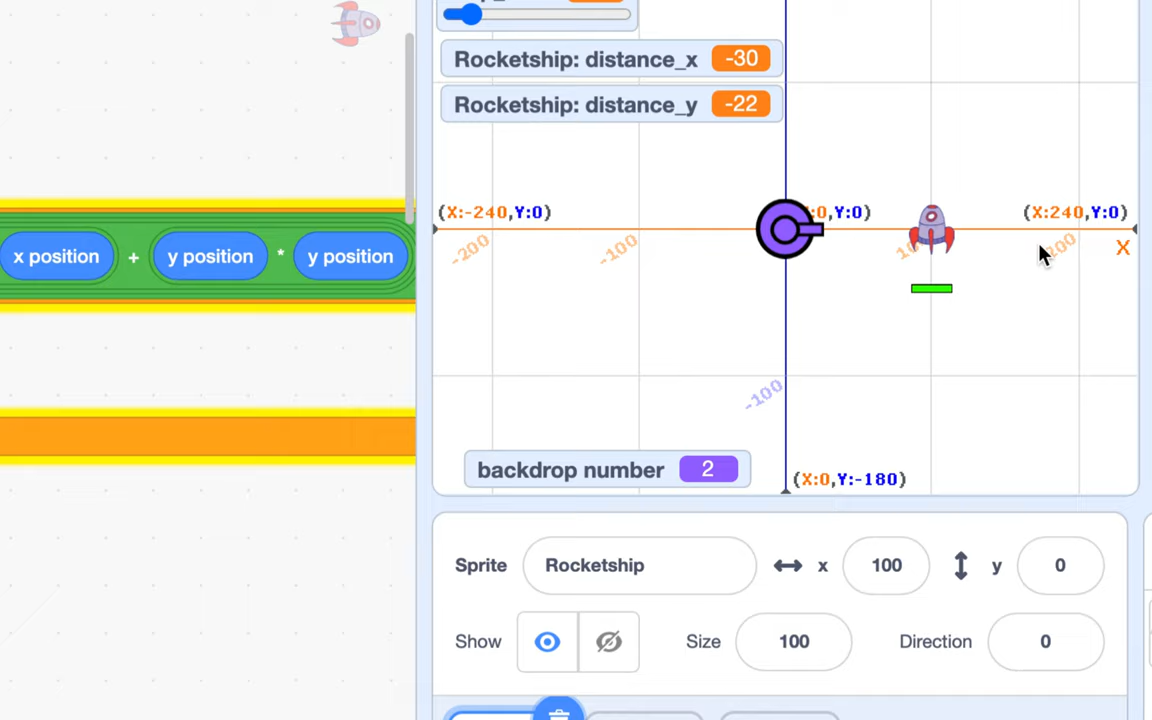 Rocketship: distance_x -30
Rocketship: distance_y -22
(X:-240,Y:0)
,Y:0)
(X:240,Y:0)
-200
-100
X
x position + y position * y position
-100
backdrop number 2
(X:0,Y:-180)
Sprite Rocketship x 100 y 0
Show Size 100 Direction 0